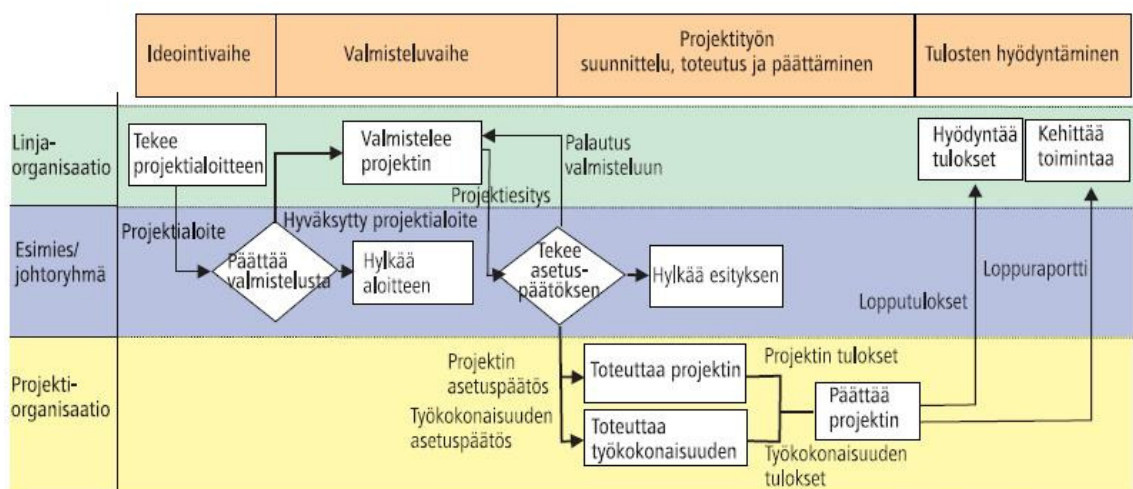 Ideointivaihe
Valmisteluvaihe
Projektityön
suunnittelu, toteutus ja päättäminen
Tulosten hyödyntäminen
Linja-
organisaatio
Tekee
projektialoitteen
Valmistelee
projektin
Palautus
valmisteluun
Hyödyntää
tulokset
Kehittää
toimintaa
Projektiesitys
Esimies/
johtoryhmä
Projektialoite
Hyväksytty projektialoite
Päättää
valmistelusta
Hylkää
aloitteen
Tekee
asetus-
päätöksen
Hylkää esityksen
Loppuraportti
Lopputulokset
Projekti-
organisaatio
Projektin
asetuspäätös
Toteuttaa projektin
Projektin tulokset
Päättää
projektin
Työkokonaisuuden
asetuspäätös
Toteuttaa
työkokonaisuuden
Työkokonaisuuden
tulokset